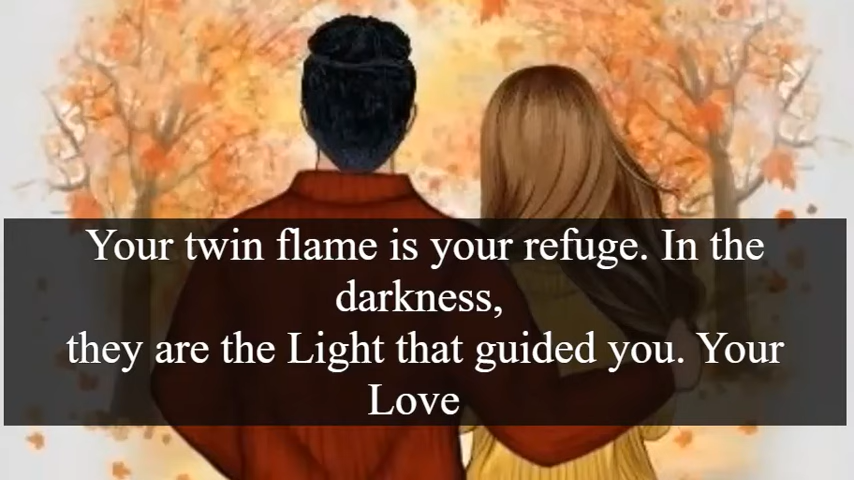 Your twin flame is your refuge. In the
darkness,
they are the Light that guided you. Your
Love